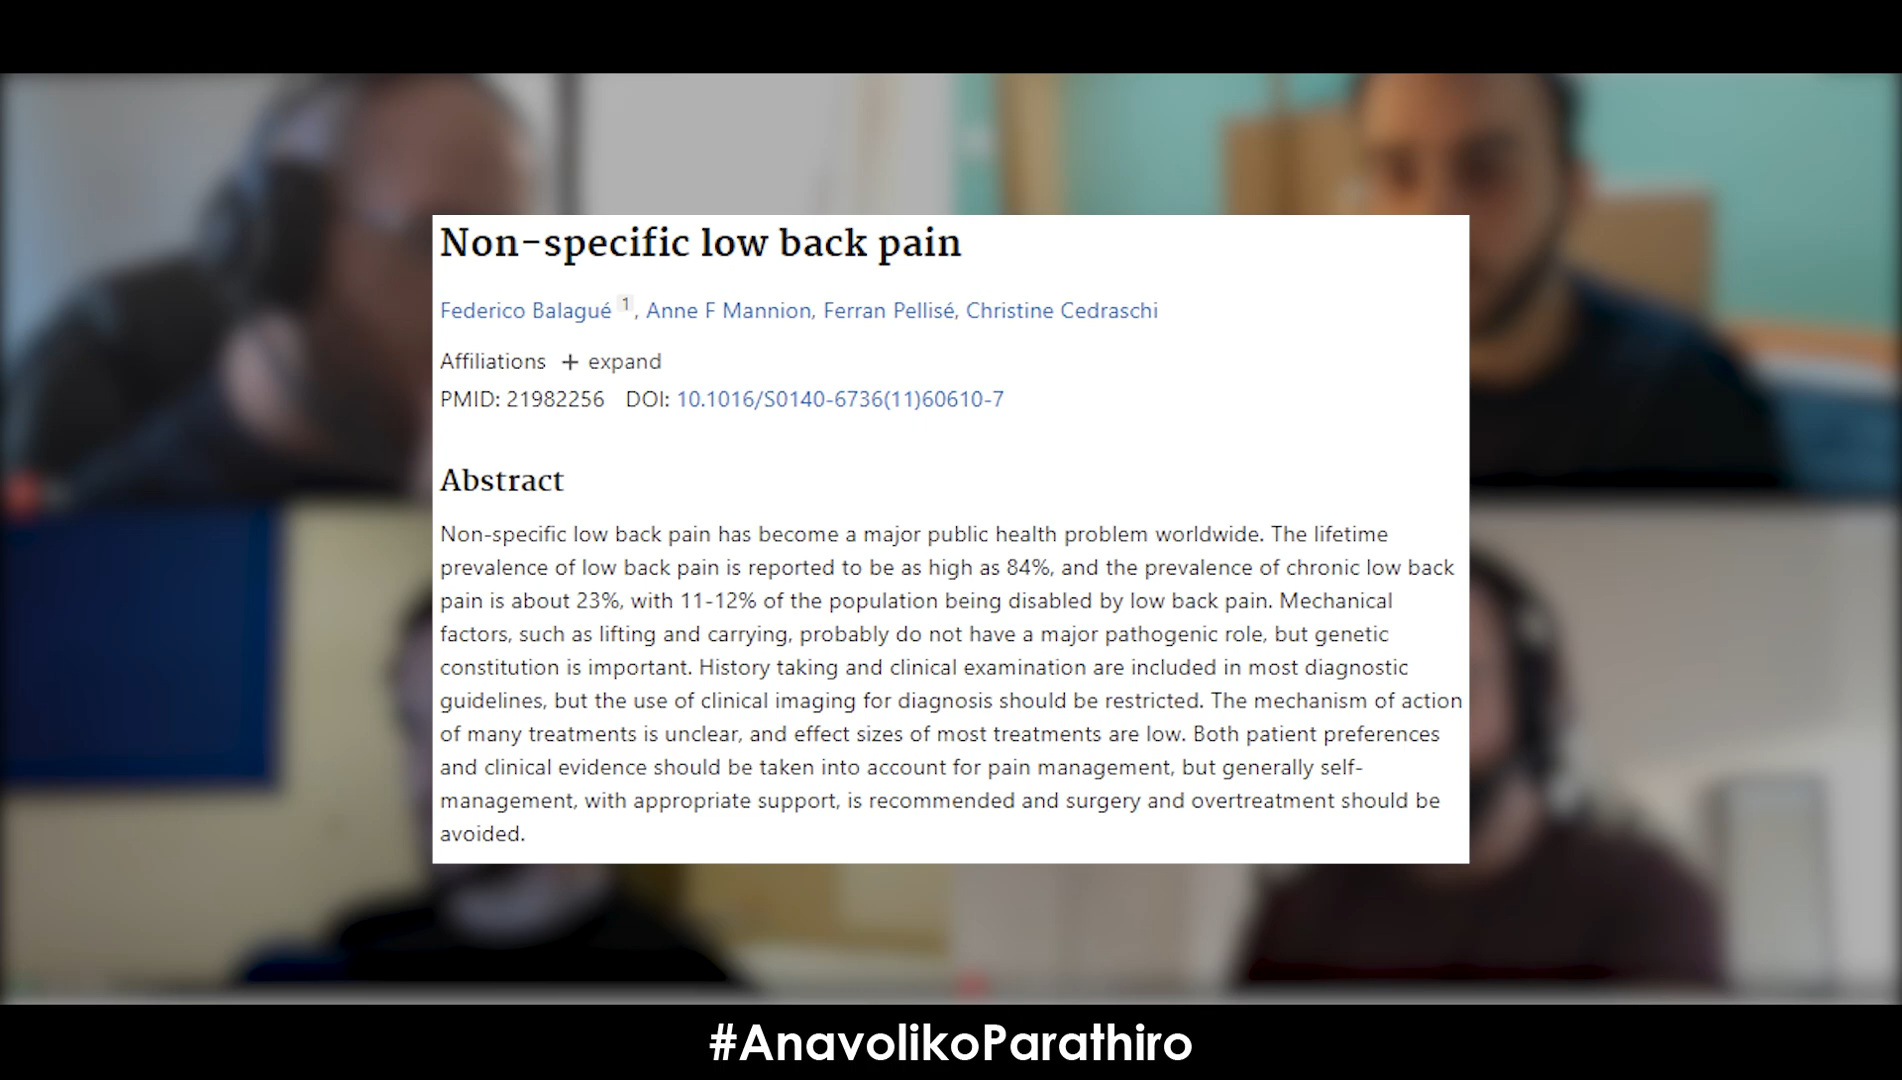 Non-specific low back pain
Federico Balagué 1, Anne F Mannion, Ferran Pellisé, Christine Cedraschi
Affiliations + expand
PMID: 21982256 DOI: 10.1016/S0140-6736(11)60610-7
Abstract
Non-specific low back pain has become a major public health problem worldwide. The lifetime
prevalence of low back pain is reported to be as high as 84%, and the prevalence of chronic low back
pain is about 23%, with 11-12% of the population being disabled by low back pain. Mechanical
factors, such as lifting and carrying, probably do not have a major pathogenic role, but genetic
constitution is important. History taking and clinical examination are included in most diagnostic
guidelines, but the use of clinical imaging for diagnosis should be restricted. The mechanism of action
of many treatments is unclear, and effect sizes of most treatments are low. Both patient preferences
and clinical evidence should be taken into account for pain management, but generally self-
management, with appropriate support, is recommended and surgery and overtreatment should be
avoided.
#AnavolikoParathiro